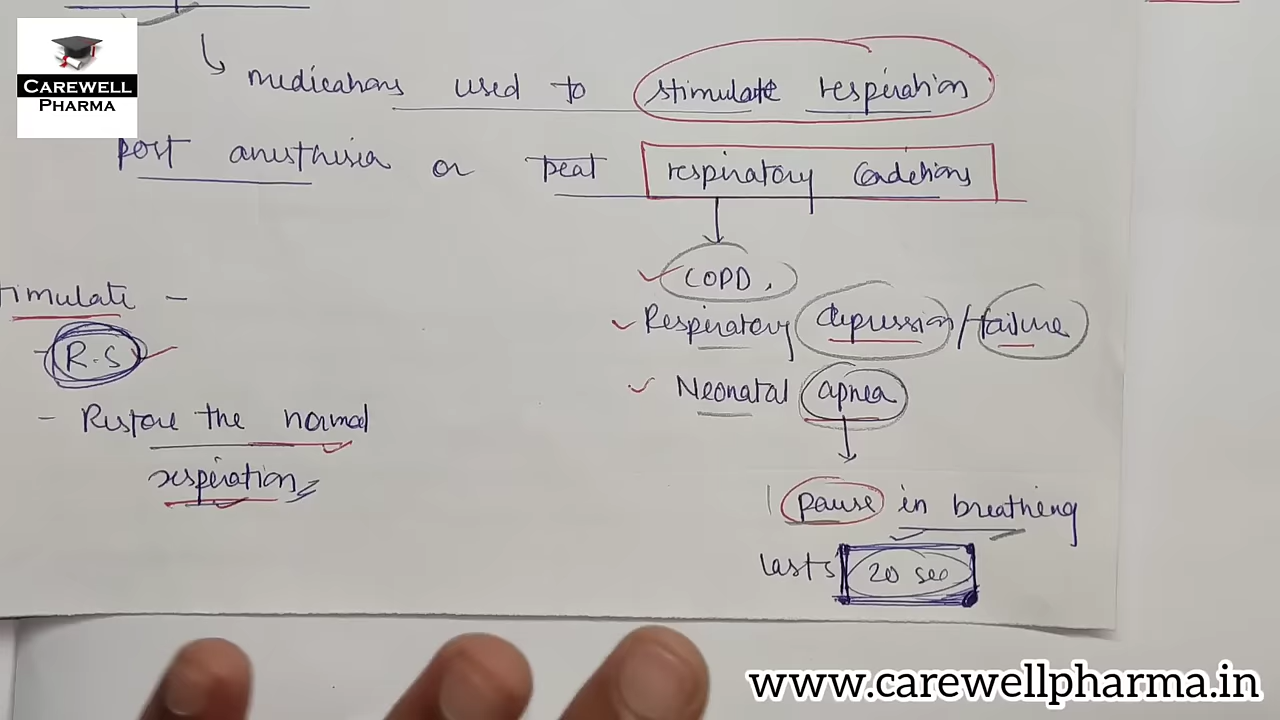 CAREWELL
PHARMA
medications used to stimulate respiration
post anesthisia or treat respiratory conditions
COPD,
Respiratory depression/failure
Neonatal apnea
pause in breathing
lasts 20 sec
timulate -
- R.S
- Restore the normal
respiration
www.carewellpharma.in